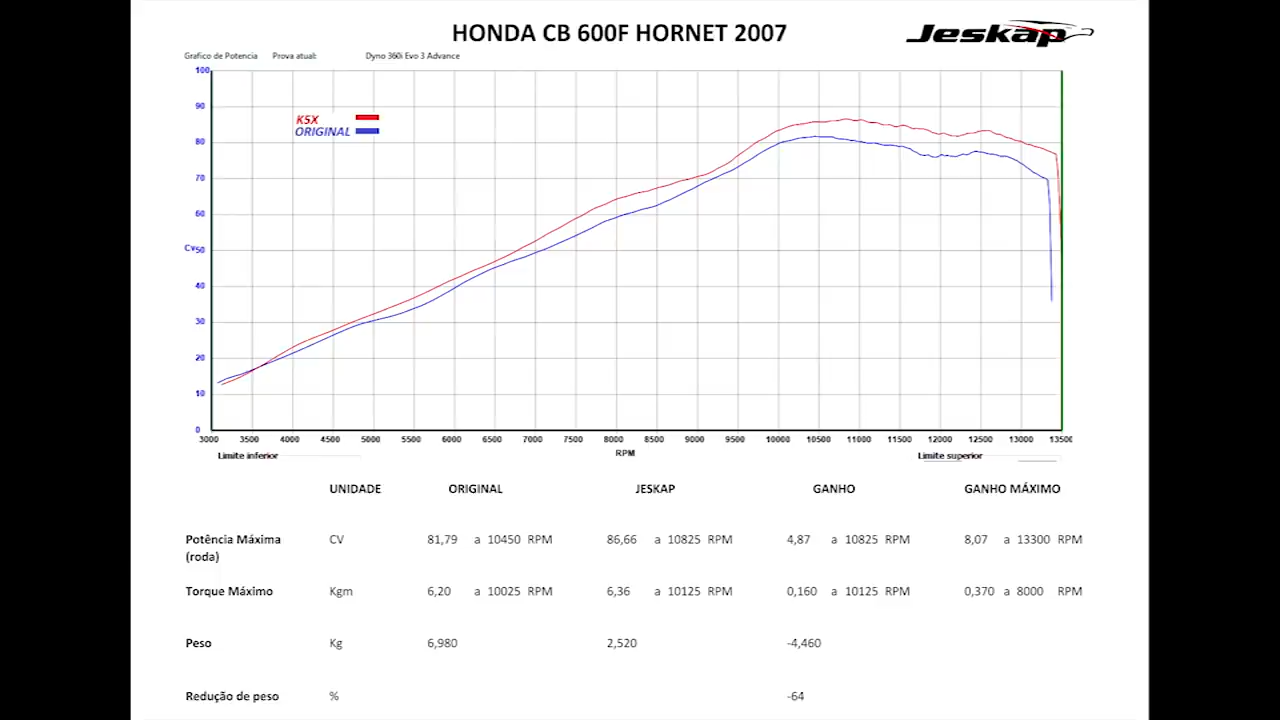 HONDA CB 600F HORNET 2007
Jeskap
Grafico de Potencia Prova atual: Dyno 360i Evo 3 Advance
100
90
K5X
ORIGINAL
80
70
60
CV
50
40
30
20
10
0
3000 3500 4000 4500 5000 5500 6000 6500 7000 7500 8000 8500 9000 9500 10000 10500 11000 11500 12000 12500 13000 13500
Limite inferior RPM Limite superior
UNIDADE ORIGINAL JESKAP GANHO GANHO MÁXIMO
Potência Máxima CV 81,79 a 10450 RPM 86,66 a 10825 RPM 4,87 a 10825 RPM 8,07 a 13300 RPM
(roda)
Torque Máximo Kgm 6,20 a 10025 RPM 6,36 a 10125 RPM 0,160 a 10125 RPM 0,370 a 8000 RPM
Peso Kg 6,980 2,520 -4,460
Redução de peso % -64